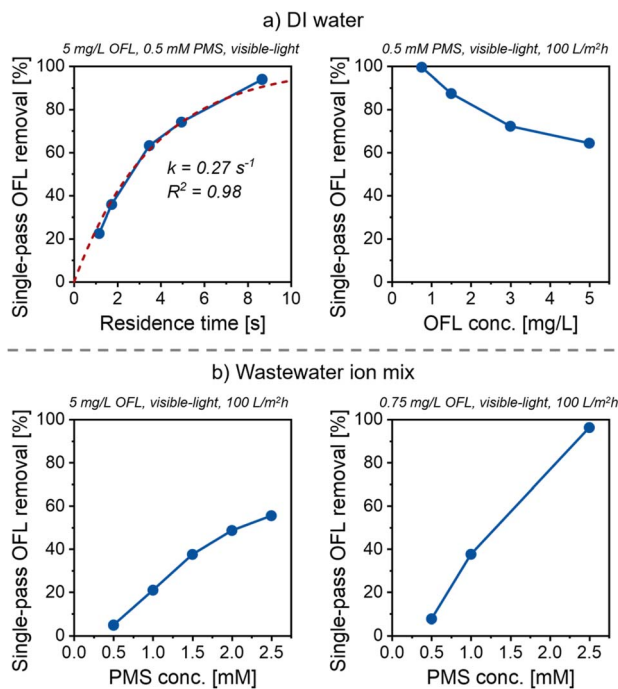 a) DI water
5 mg/L OFL, 0.5 mM PMS, visible-light
Single-pass OFL removal [%]
100
80
60
40
20
0
k = 0.27 s⁻¹
R² = 0.98
0 2 4 6 8 10
Residence time [s]
0.5 mM PMS, visible-light, 100 L/m²h
Single-pass OFL removal [%]
100
80
60
40
20
0
0 1 2 3 4 5
OFL conc. [mg/L]
b) Wastewater ion mix
5 mg/L OFL, visible-light, 100 L/m²h
Single-pass OFL removal [%]
100
80
60
40
20
0
0.0 0.5 1.0 1.5 2.0 2.5
PMS conc. [mM]
0.75 mg/L OFL, visible-light, 100 L/m²h
Single-pass OFL removal [%]
100
80
60
40
20
0
0.0 0.5 1.0 1.5 2.0 2.5
PMS conc. [mM]